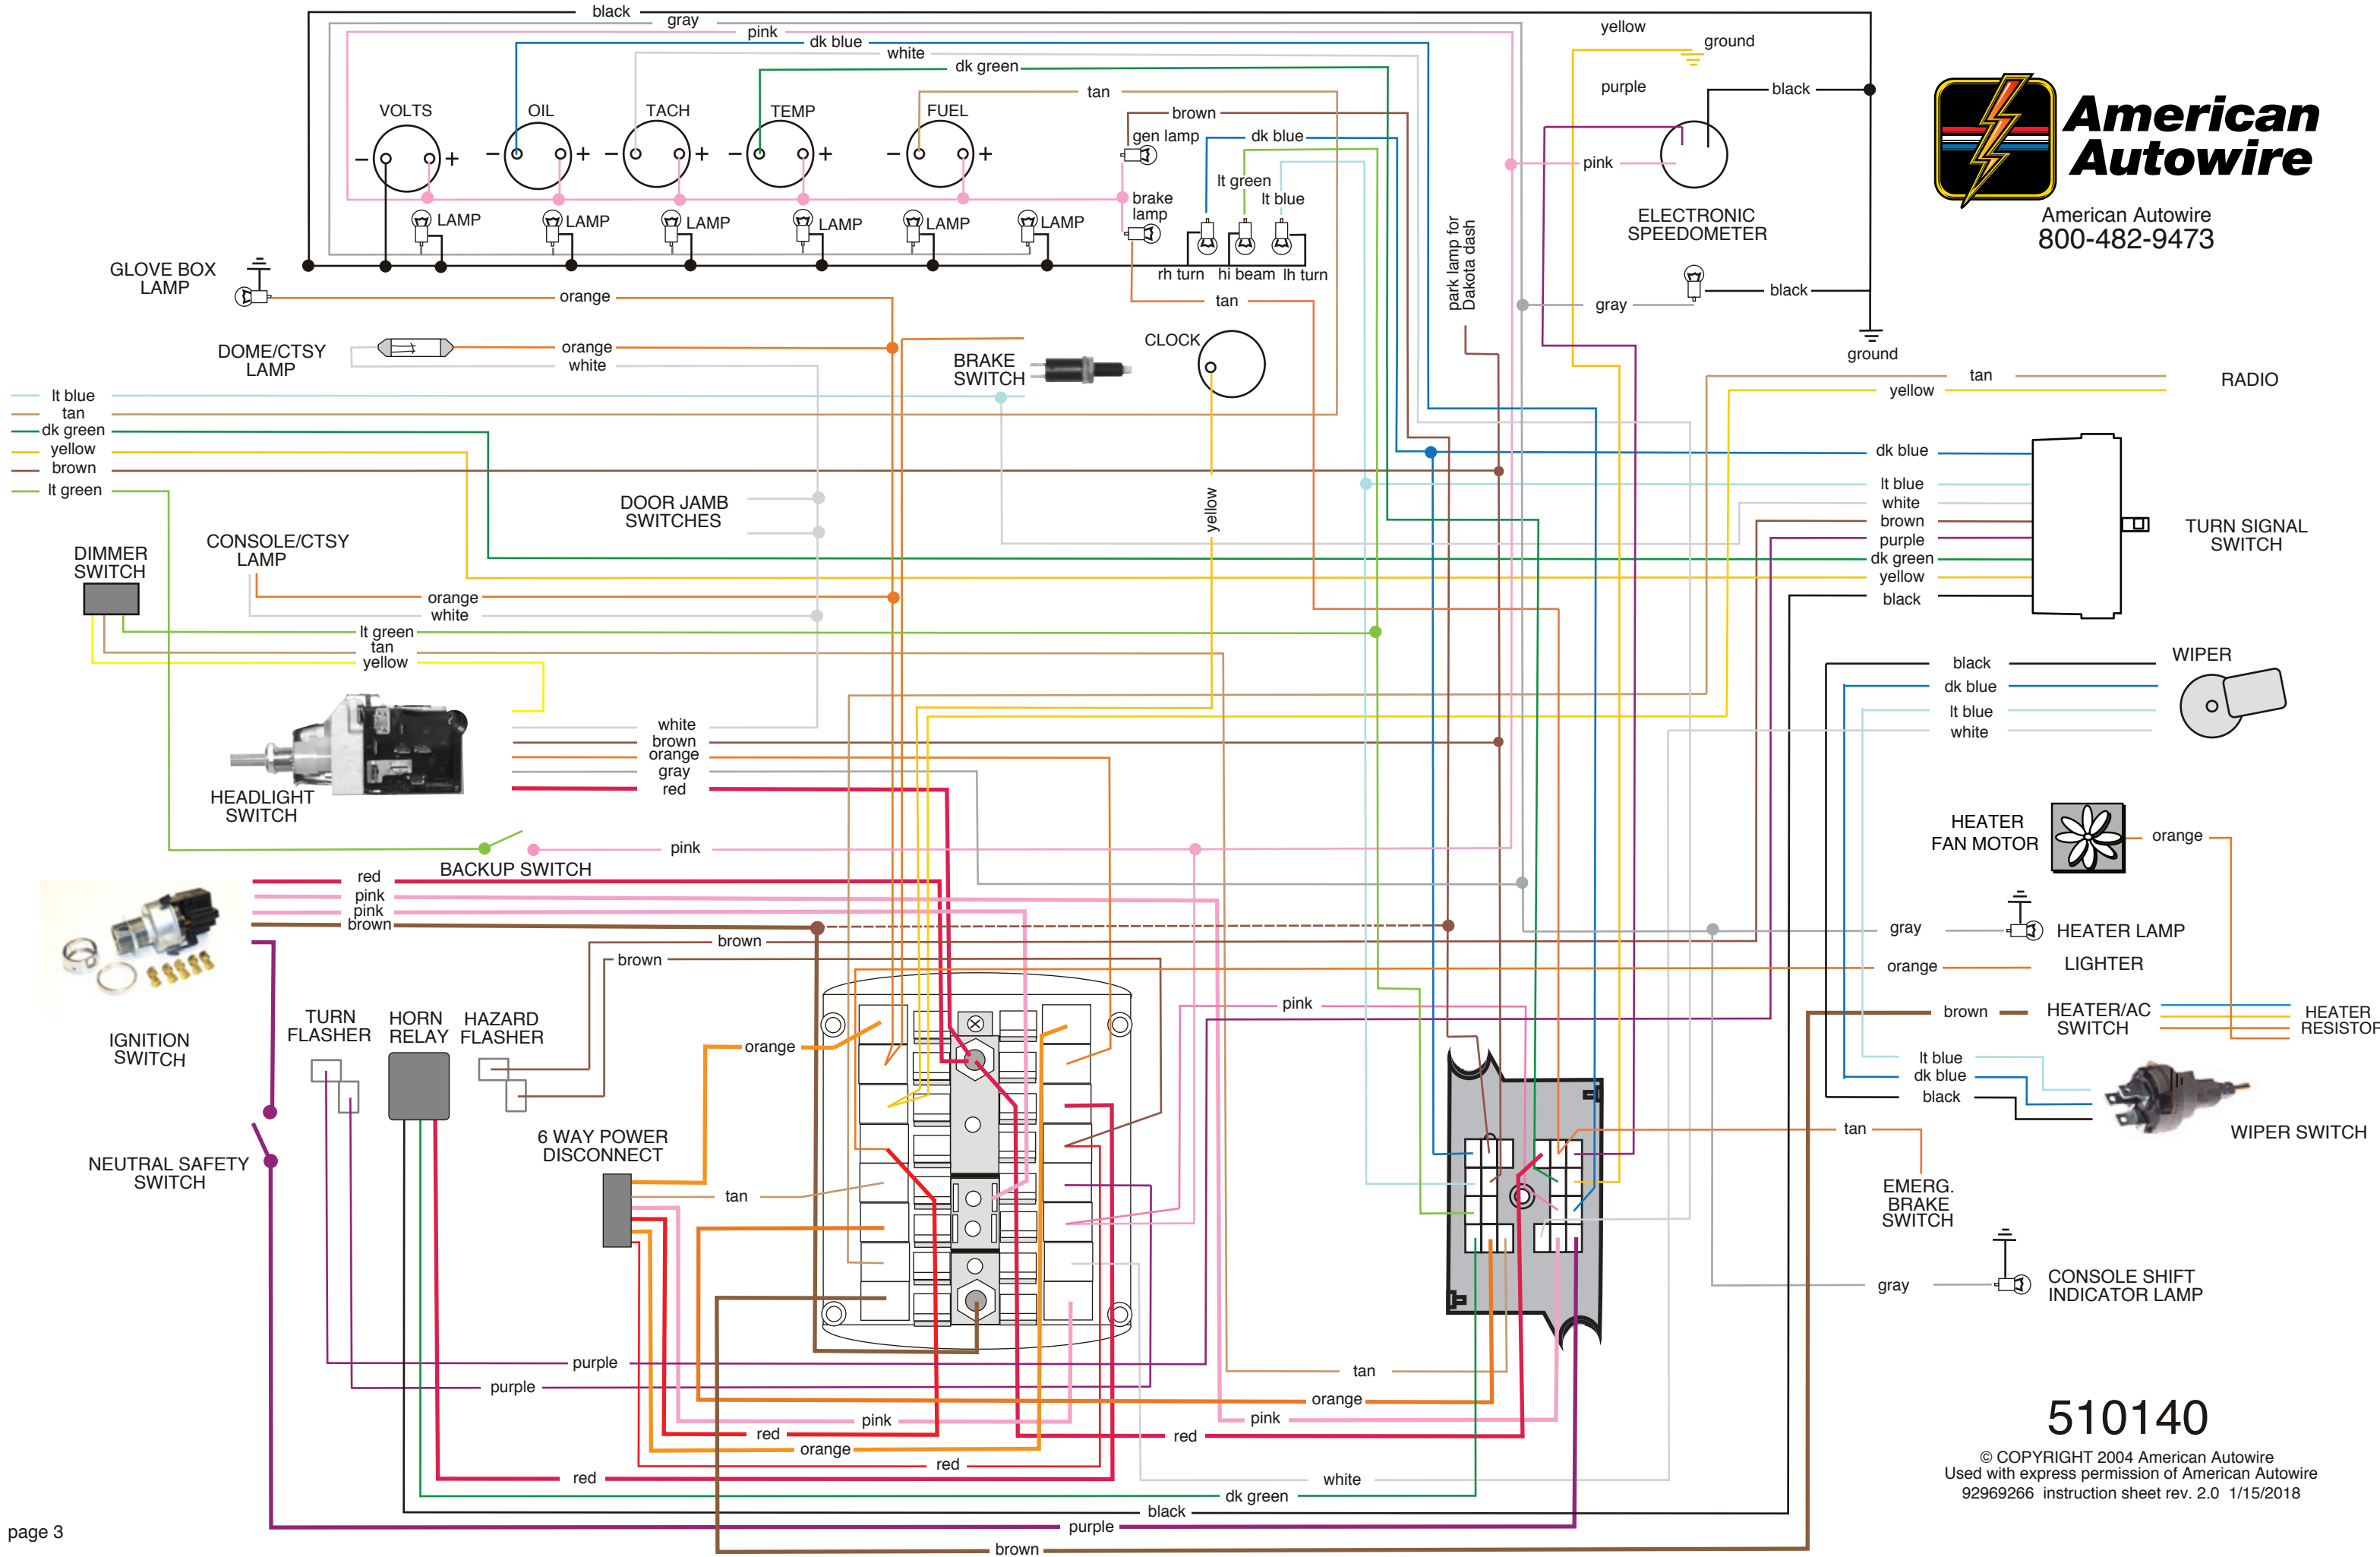 black
gray
pink
dk blue
white
dk green
tan
brown
yellow
ground
purple
black
American
Autowire
American Autowire
800-482-9473
VOLTS
OIL
TACH
TEMP
FUEL
gen lamp
dk blue
lt green
lt blue
pink
− +
− +
− +
− +
− +
brake
lamp
LAMP
LAMP
LAMP
LAMP
LAMP
LAMP
rh turn
hi beam
lh turn
ELECTRONIC
SPEEDOMETER
park lamp for
Dakota dash
GLOVE BOX
LAMP
orange
tan
gray
black
ground
DOME/CTSY
LAMP
orange
white
BRAKE
SWITCH
CLOCK
tan
yellow
RADIO
lt blue
tan
dk green
yellow
brown
lt green
DOOR JAMB
SWITCHES
yellow
dk blue
lt blue
white
brown
purple
dk green
yellow
black
TURN SIGNAL
SWITCH
DIMMER
SWITCH
CONSOLE/CTSY
LAMP
orange
white
lt green
tan
yellow
WIPER
black
dk blue
lt blue
white
HEADLIGHT
SWITCH
white
brown
orange
gray
red
HEATER
FAN MOTOR
orange
BACKUP SWITCH
pink
red
pink
pink
brown
IGNITION
SWITCH
brown
brown
gray
HEATER LAMP
orange
LIGHTER
brown
HEATER/AC
SWITCH
HEATER
RESISTOR
TURN
FLASHER
HORN
RELAY
HAZARD
FLASHER
orange
pink
lt blue
dk blue
black
WIPER SWITCH
NEUTRAL SAFETY
SWITCH
6 WAY POWER
DISCONNECT
tan
tan
EMERG.
BRAKE
SWITCH
gray
CONSOLE SHIFT
INDICATOR LAMP
purple
purple
tan
orange
pink
pink
red
red
orange
red
red
white
dk green
black
purple
brown
510140
© COPYRIGHT 2004 American Autowire
Used with express permission of American Autowire
92969266 instruction sheet rev. 2.0 1/15/2018
page 3